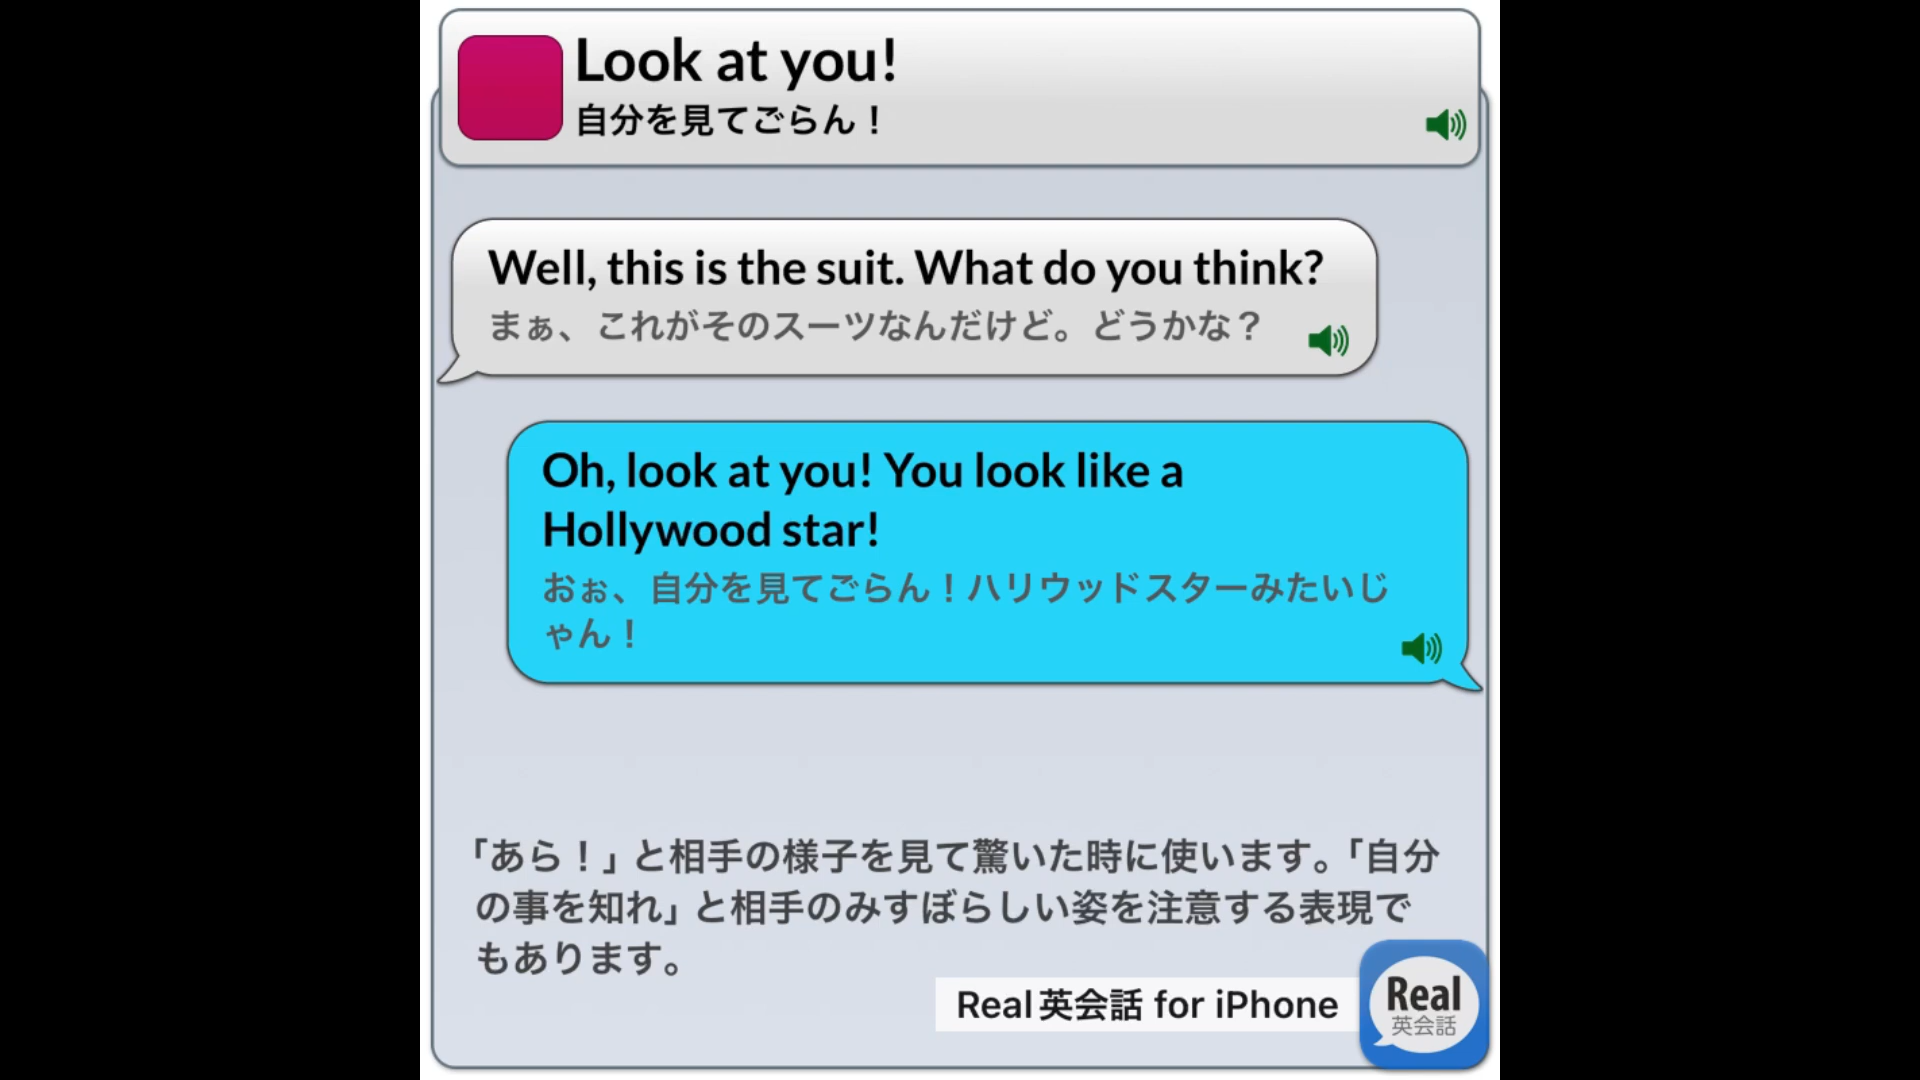 Look at you!
自分を見てごらん！
Well, this is the suit. What do you think?
まぁ、これがそのスーツなんだけど。どうかな？
Oh, look at you! You look like a
Hollywood star!
おぉ、自分を見てごらん！ハリウッドスターみたいじ
ゃん！
「あら！」と相手の様子を見て驚いた時に使います。「自分
の事を知れ」と相手のみすぼらしい姿を注意する表現で
もあります。
Real英会話 for iPhone
Real
英会話